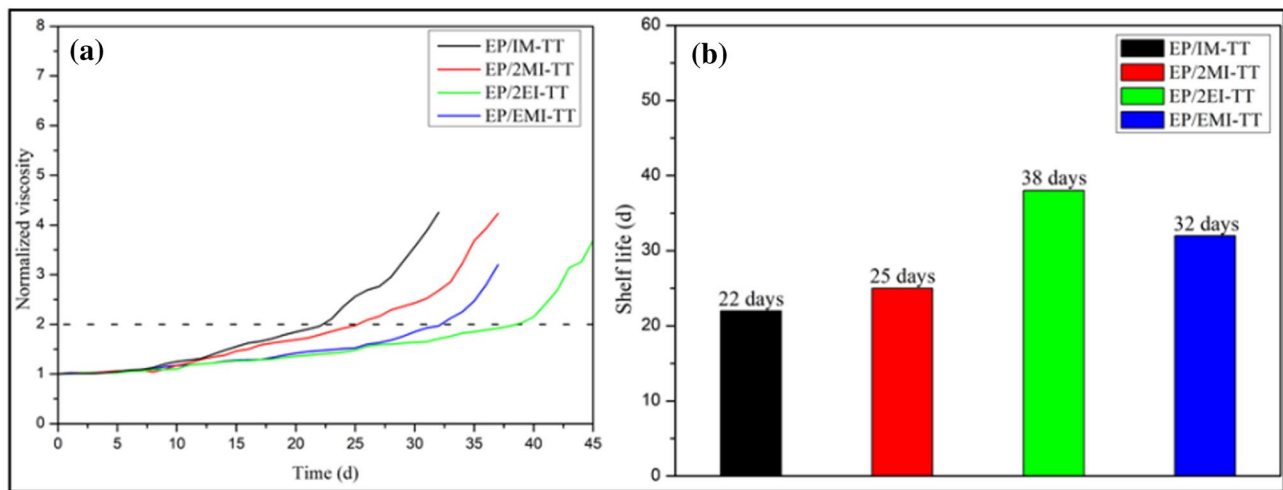 (a)
EP/IM-TT
EP/2MI-TT
EP/2EI-TT
EP/EMI-TT
Normalized viscosity
8
7
6
5
4
3
2
1
0
0 5 10 15 20 25 30 35 40 45
Time (d)
(b)
EP/IM-TT
EP/2MI-TT
EP/2EI-TT
EP/EMI-TT
Shelf life (d)
60
50
40
30
20
10
0
22 days
25 days
38 days
32 days